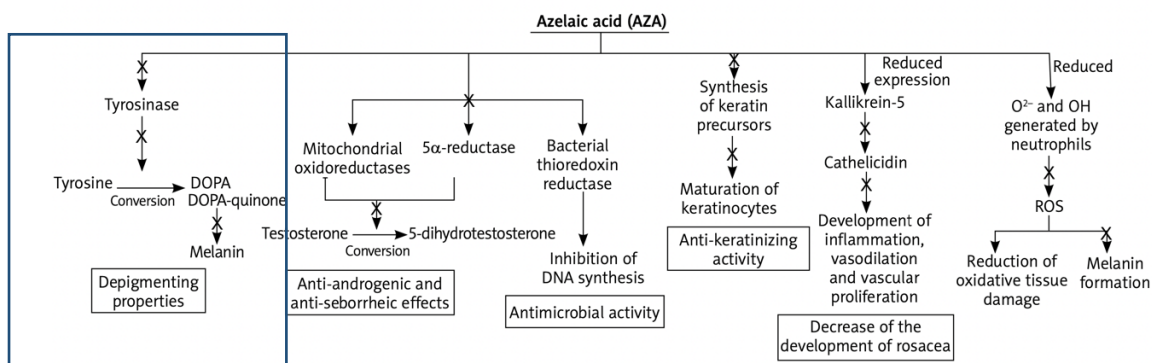 Azelaic acid (AZA)
Tyrosinase
Tyrosine
Conversion
DOPA
DOPA-quinone
Melanin
Depigmenting
properties
Mitochondrial
oxidoreductases
5α-reductase
Bacterial
thioredoxin
reductase
Testosterone
Conversion
5-dihydrotestosterone
Anti-androgenic and
anti-seborrheic effects
Inhibition of
DNA synthesis
Antimicrobial activity
Synthesis
of keratin
precursors
Maturation of
keratinocytes
Anti-keratinizing
activity
Reduced
expression
Kallikrein-5
Cathelicidin
Development of
inflammation,
vasodilation
and vascular
proliferation
Decrease of the
development of rosacea
Reduced
O²⁻ and OH
generated by
neutrophils
ROS
Reduction of
oxidative tissue
damage
Melanin
formation